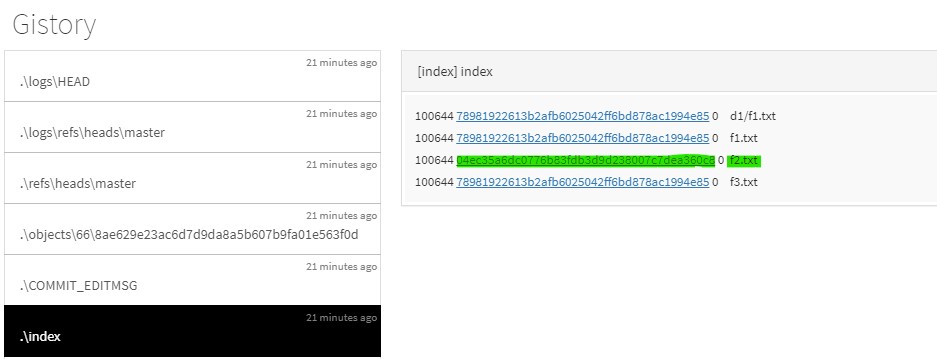 Gistory
21 minutes ago
.\logs\HEAD
21 minutes ago
.\logs\refs\heads\master
21 minutes ago
.\refs\heads\master
21 minutes ago
.\objects\66\8ae629e23ac6d7d9da8a5b607b9fa01e563f0d
21 minutes ago
.\COMMIT_EDITMSG
21 minutes ago
.\index
[index] index
100644 78981922613b2afb6025042ff6bd878ac1994e85 0 d1/f1.txt
100644 78981922613b2afb6025042ff6bd878ac1994e85 0 f1.txt
100644 04ec35a6dc0776b83fdb3d9d238007c7dea360c8 0 f2.txt
100644 78981922613b2afb6025042ff6bd878ac1994e85 0 f3.txt